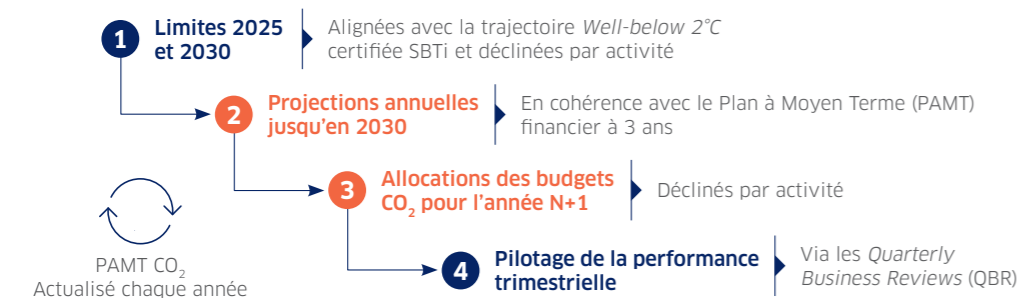 1
Limites 2025
et 2030
Alignées avec la trajectoire Well-below 2°C
certifiée SBTi et déclinées par activité
2
Projections annuelles
jusqu'en 2030
En cohérence avec le Plan à Moyen Terme (PAMT)
financier à 3 ans
3
Allocations des budgets
CO₂ pour l'année N+1
Déclinés par activité
4
Pilotage de la performance
trimestrielle
Via les Quarterly
Business Reviews (QBR)
PAMT CO₂
Actualisé chaque année